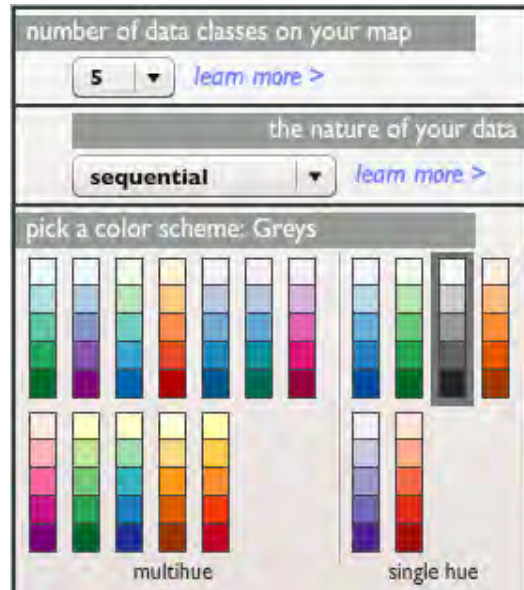 number of data classes on your map
5
learn more >
the nature of your data
sequential
learn more >
pick a color scheme: Greys
multihue
single hue